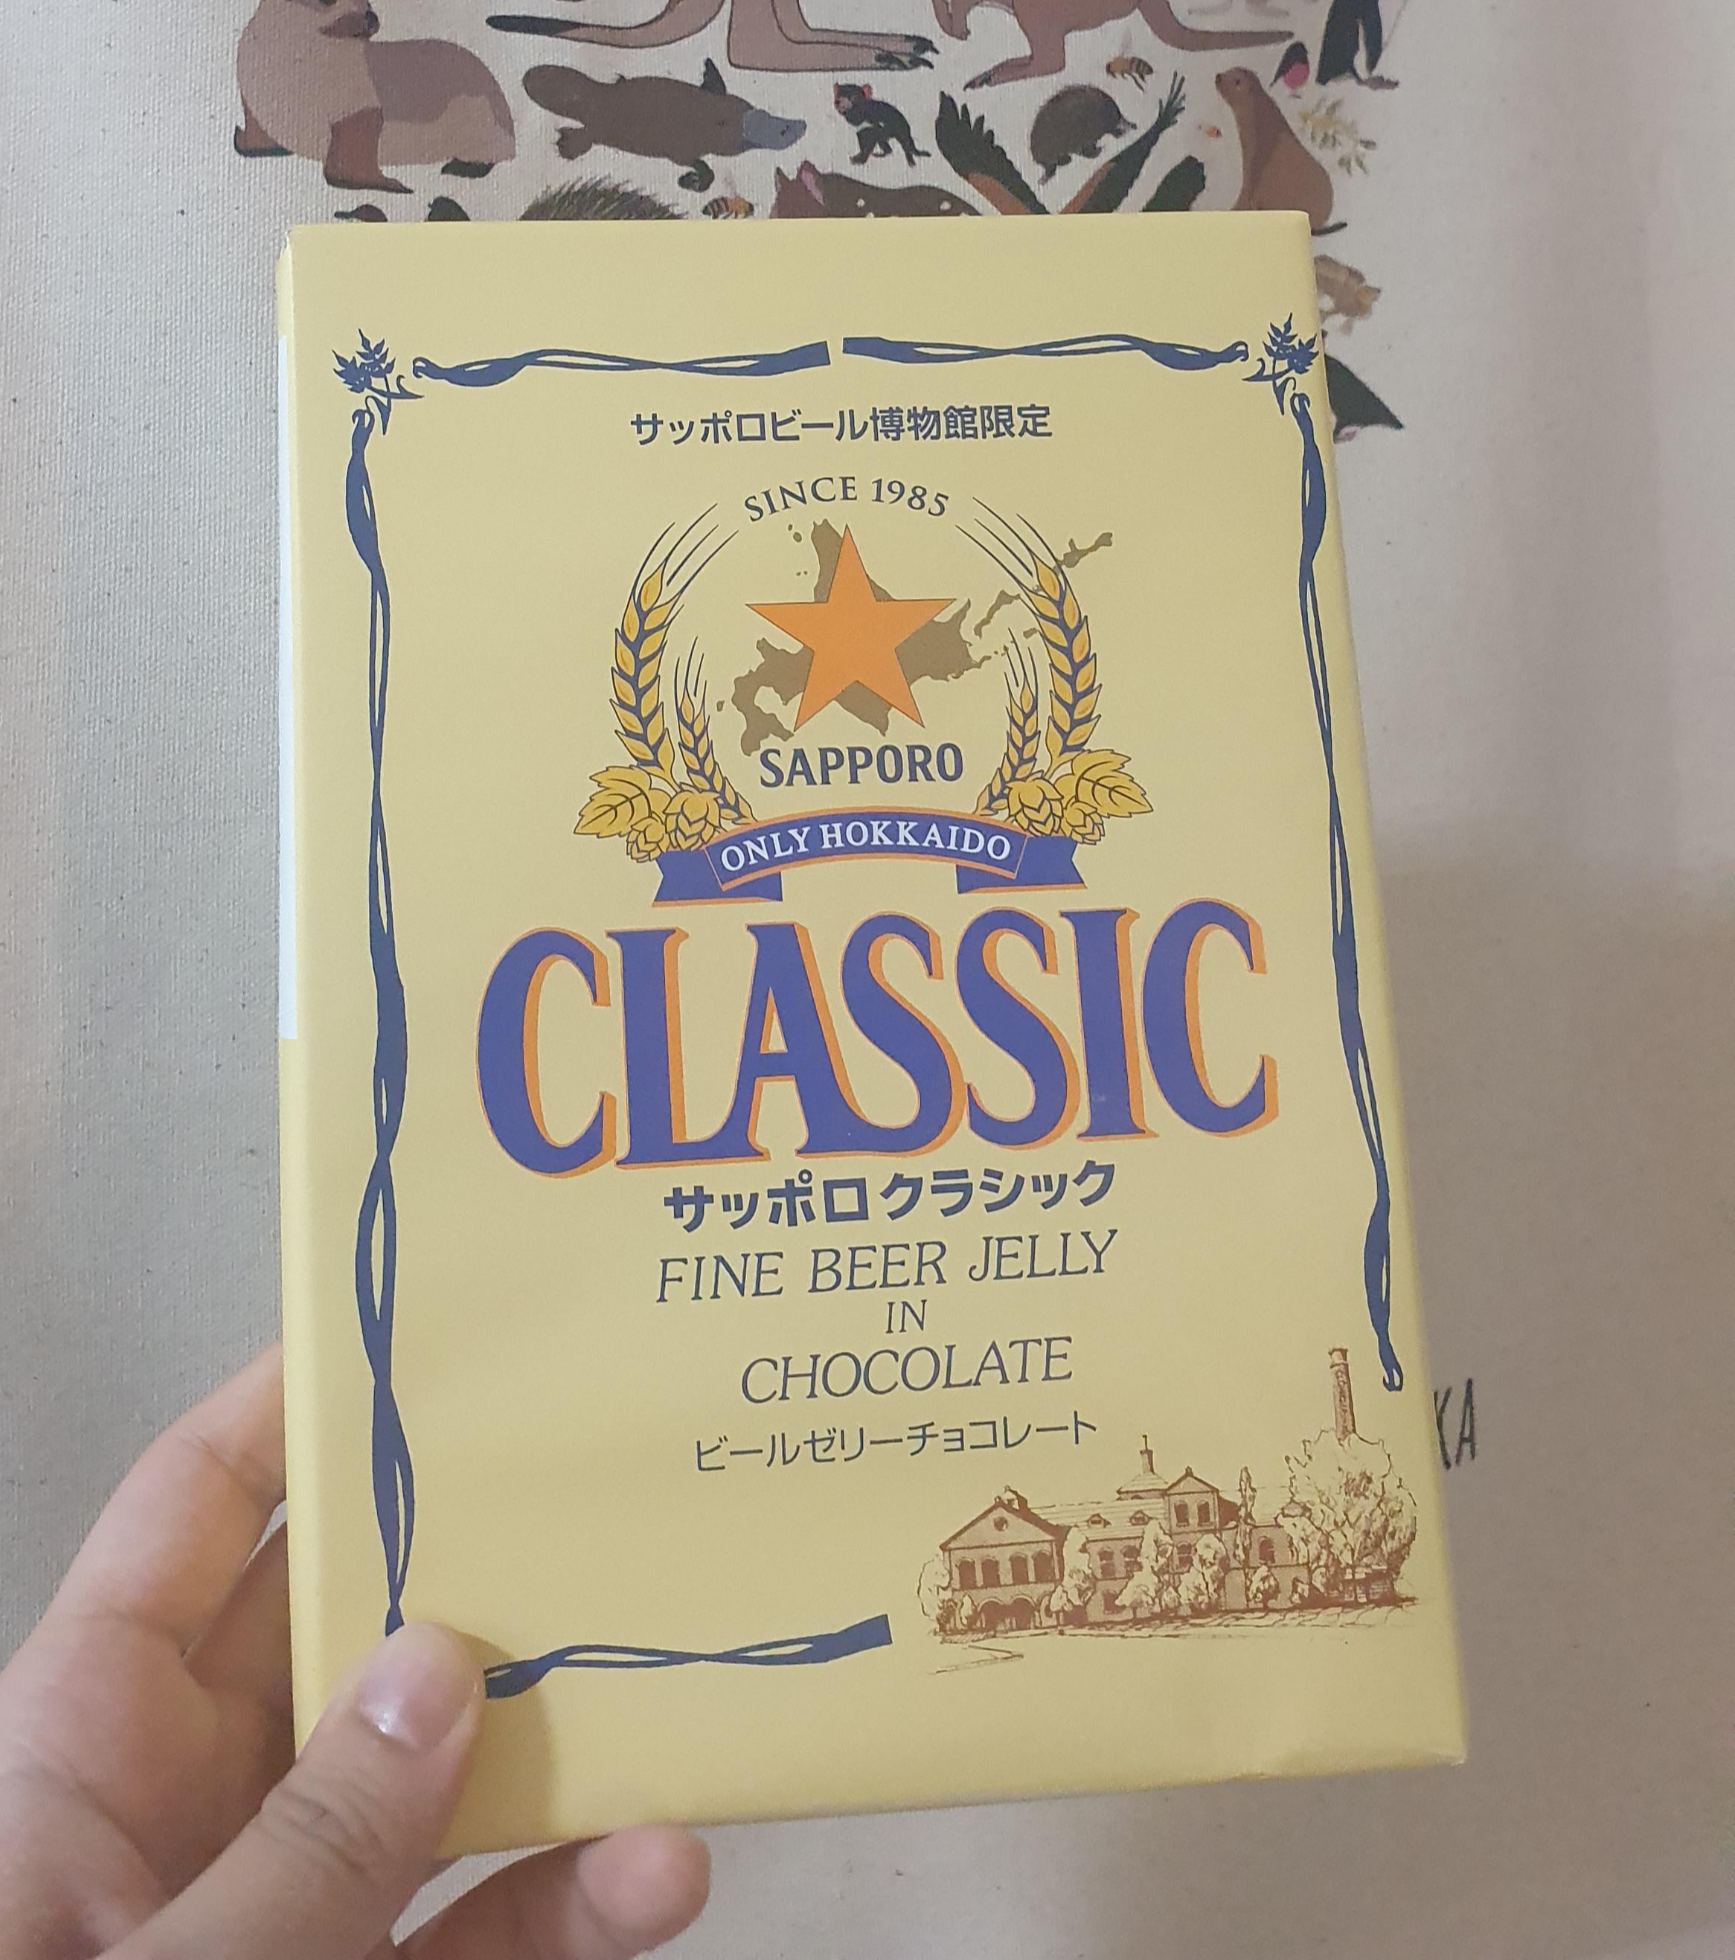 サッポロビール博物館限定
SINCE 1985
SAPPORO
ONLY HOKKAIDO
CLASSIC
サッポロクラシック
FINE BEER JELLY
IN
CHOCOLATE
ビールゼリーチョコレート
KA